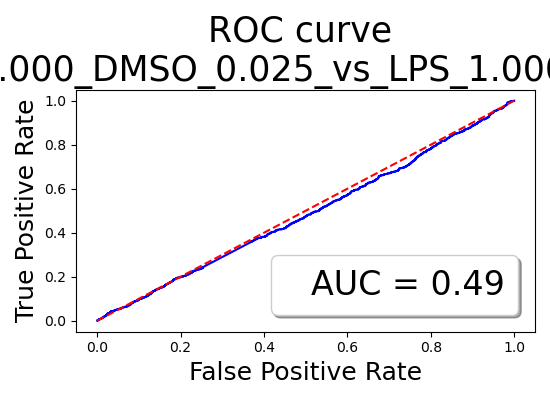 ROC curve
.000_DMSO_0.025_vs_LPS_1.000
True Positive Rate
1.0
0.8
0.6
0.4
0.2
0.0
AUC = 0.49
0.0 0.2 0.4 0.6 0.8 1.0
False Positive Rate